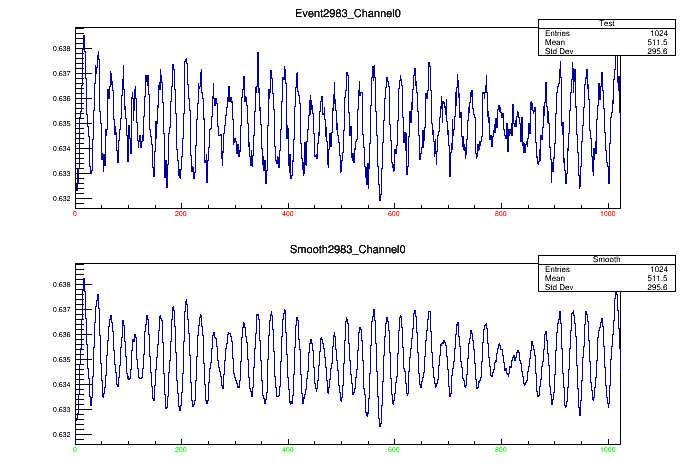 Event2983_Channel0
Test
Entries 1024
Mean 511.5
Std Dev 295.6
0.638
0.637
0.636
0.635
0.634
0.633
0.632
0 200 400 600 800 1000
Smooth2983_Channel0
Smooth
Entries 1024
Mean 511.5
Std Dev 295.6
0.638
0.637
0.636
0.635
0.634
0.633
0.632
0 200 400 600 800 1000